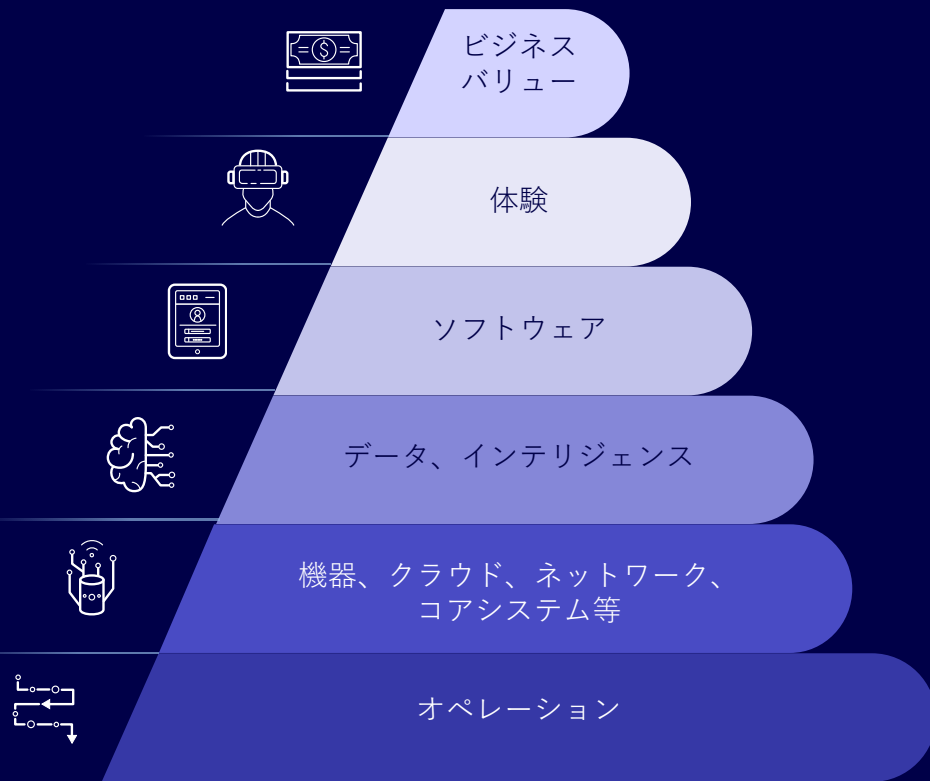 ビジネス
バリュー
体験
ソフトウェア
データ、インテリジェンス
機器、クラウド、ネットワーク、
コアシステム等
オペレーション